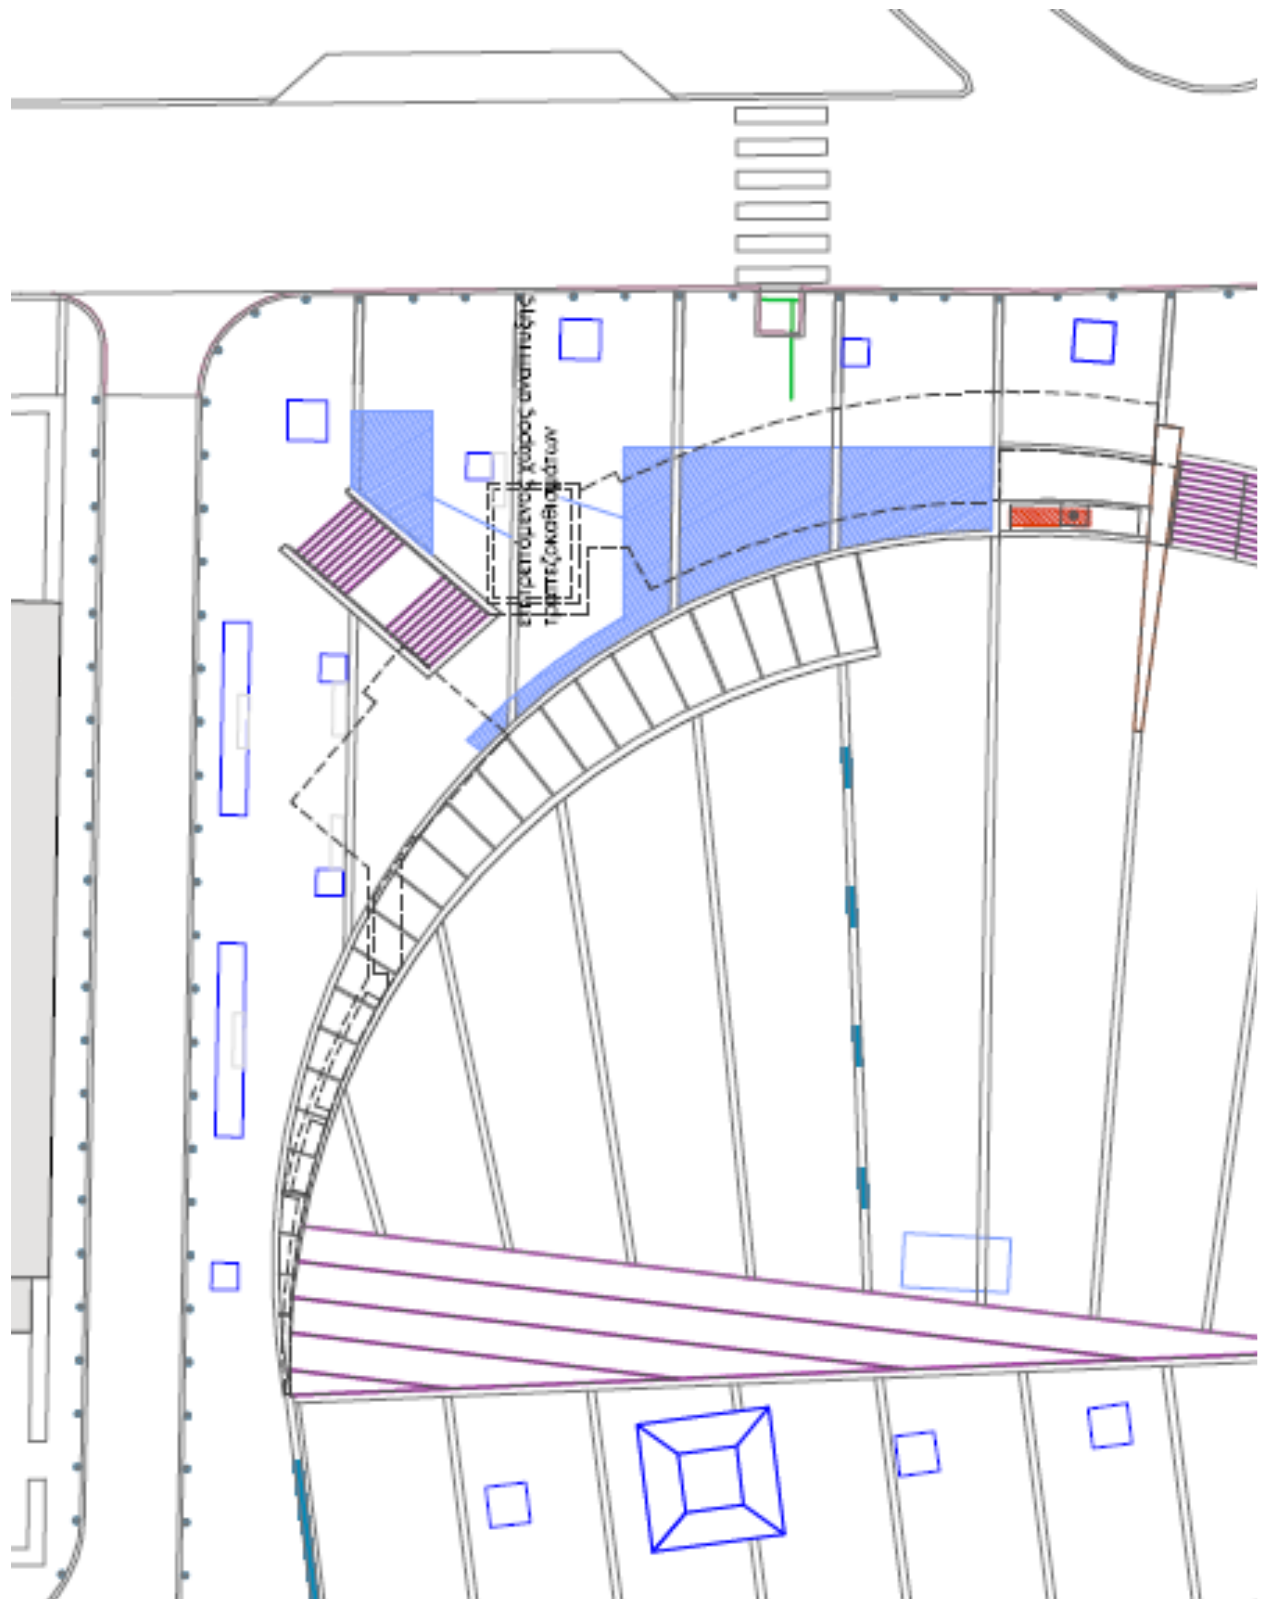 επιτρεπόμενος χώρος ανάπτυξης
τραπεζοκαθισμάτων